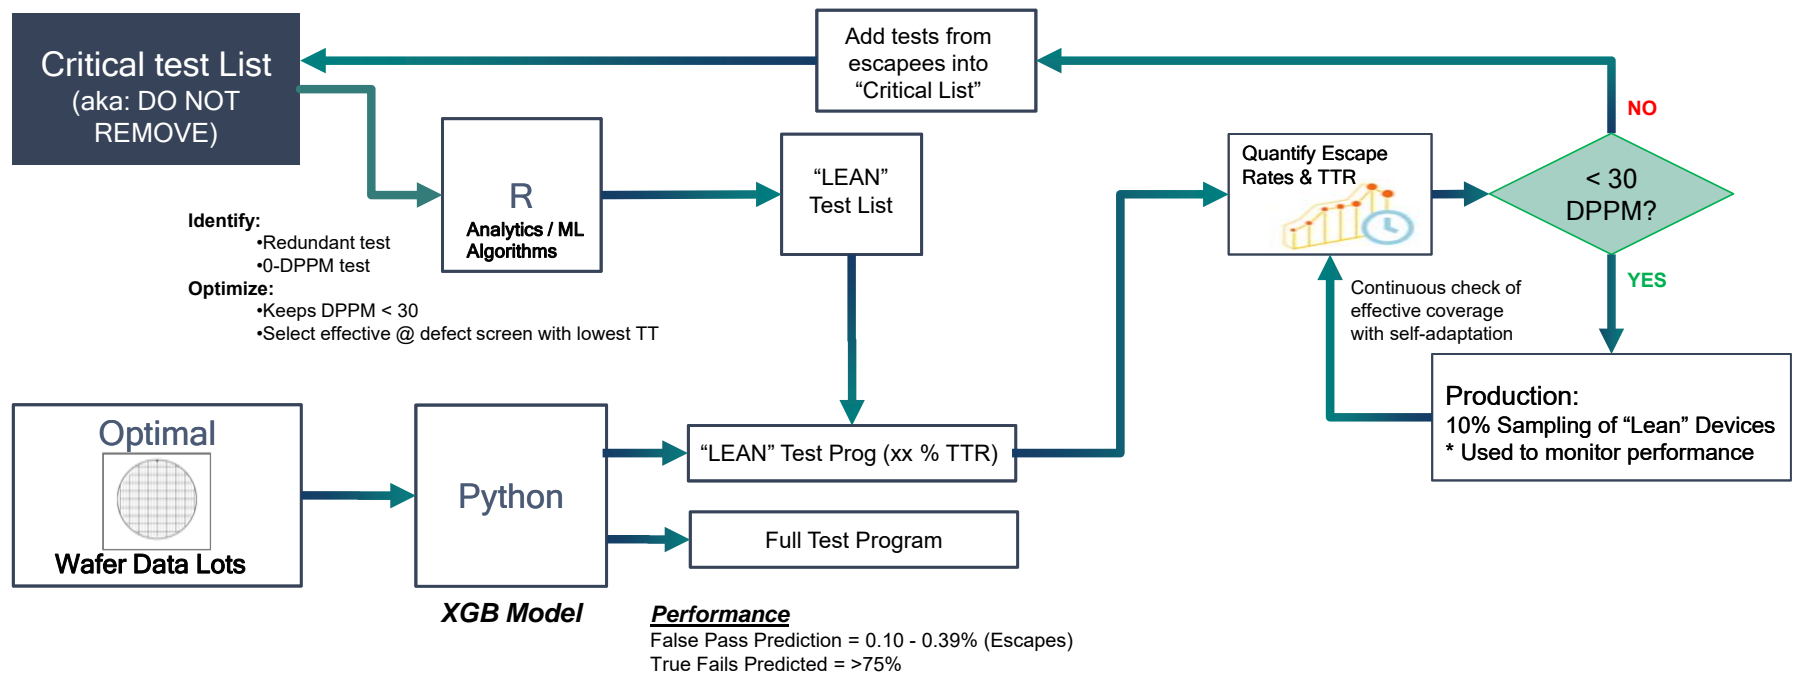 Critical test List
(aka: DO NOT
REMOVE)
Add tests from
escapees into
“Critical List”
NO
R
Analytics / ML
Algorithms
“LEAN”
Test List
Quantify Escape
Rates & TTR
< 30
DPPM?
YES
Identify:
•Redundant test
•0-DPPM test
Optimize:
•Keeps DPPM < 30
•Select effective @ defect screen with lowest TT
Continuous check of
effective coverage
with self-adaptation
Production:
10% Sampling of “Lean” Devices
* Used to monitor performance
Optimal
Wafer Data Lots
Python
XGB Model
“LEAN” Test Prog (xx % TTR)
Full Test Program
Performance
False Pass Prediction = 0.10 - 0.39% (Escapes)
True Fails Predicted = >75%